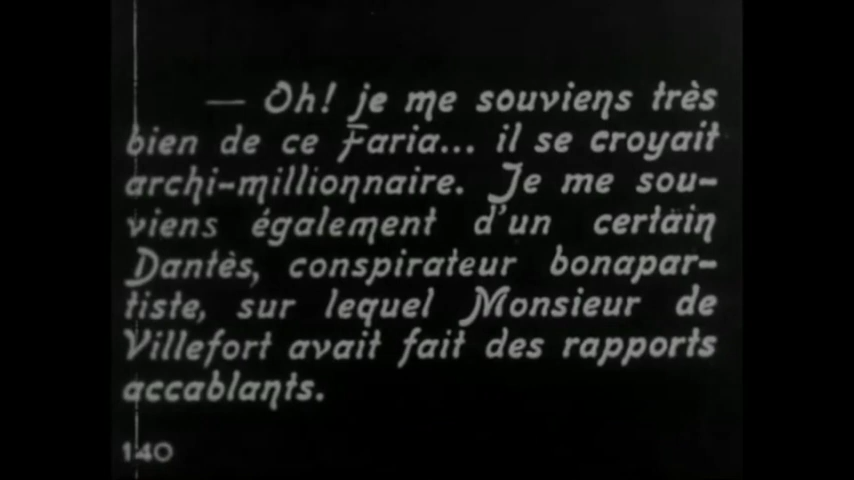 — Oh! je me souviens très
bien de ce Faria... il se croyait
archi-millionnaire. Je me sou-
viens également d'un certain
Dantès, conspirateur bonapar-
tiste, sur lequel Monsieur de
Villefort avait fait des rapports
accablants.
140